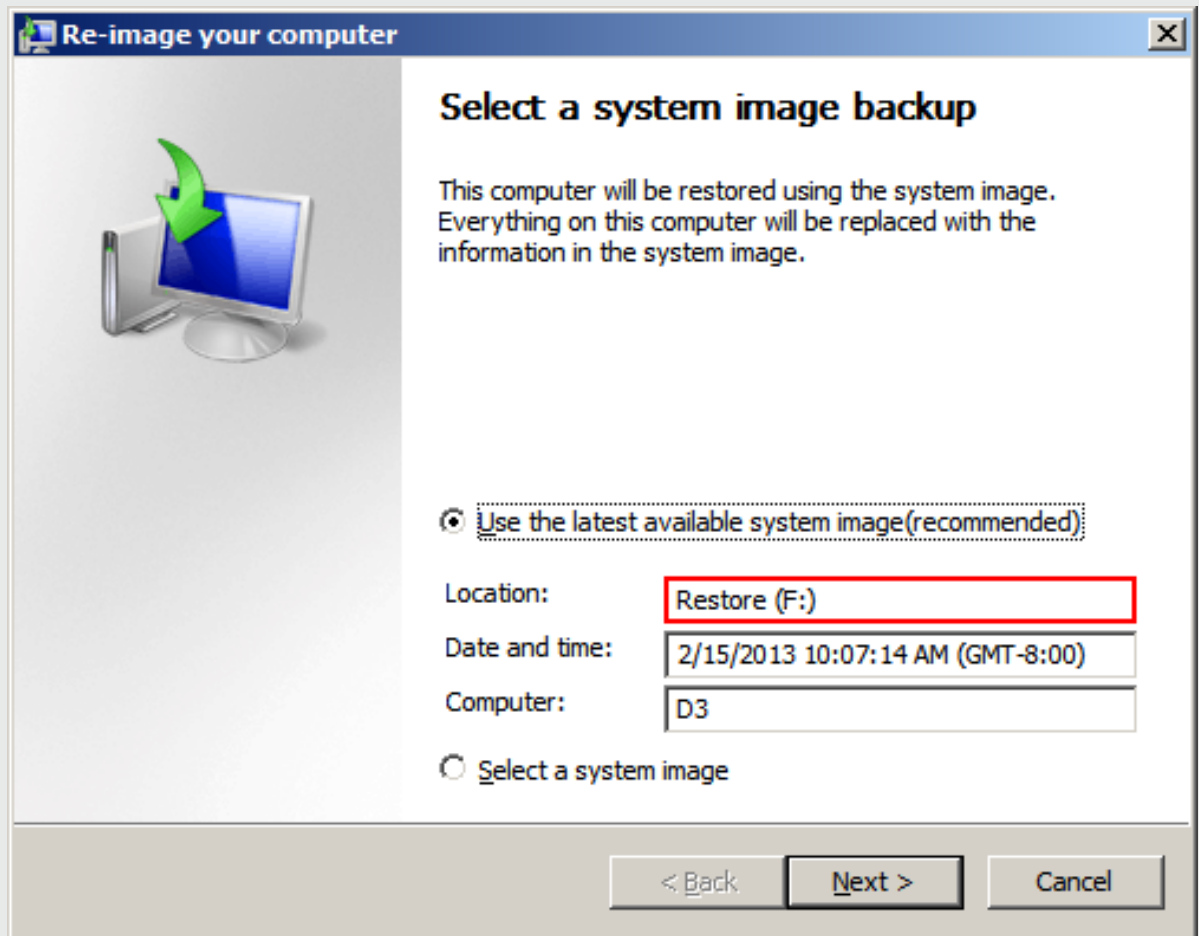 Re-image your computer
Select a system image backup
This computer will be restored using the system image.
Everything on this computer will be replaced with the
information in the system image.
Use the latest available system image(recommended)
Location: Restore (F:)
Date and time: 2/15/2013 10:07:14 AM (GMT-8:00)
Computer: D3
Select a system image
< Back Next > Cancel